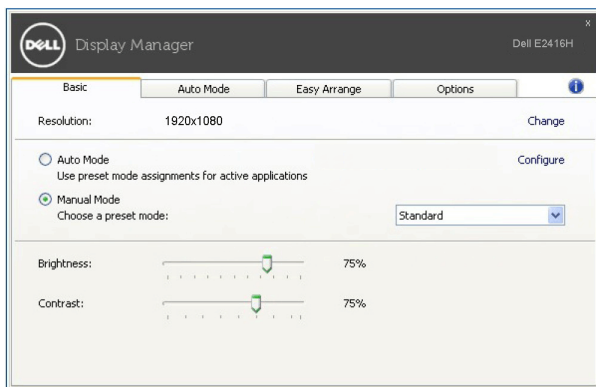 x
DELL Display Manager Dell E2416H
Basic Auto Mode Easy Arrange Options i
Resolution: 1920x1080 Change
Auto Mode Configure
Use preset mode assignments for active applications
Manual Mode
Choose a preset mode: Standard
Brightness: 75%
Contrast: 75%